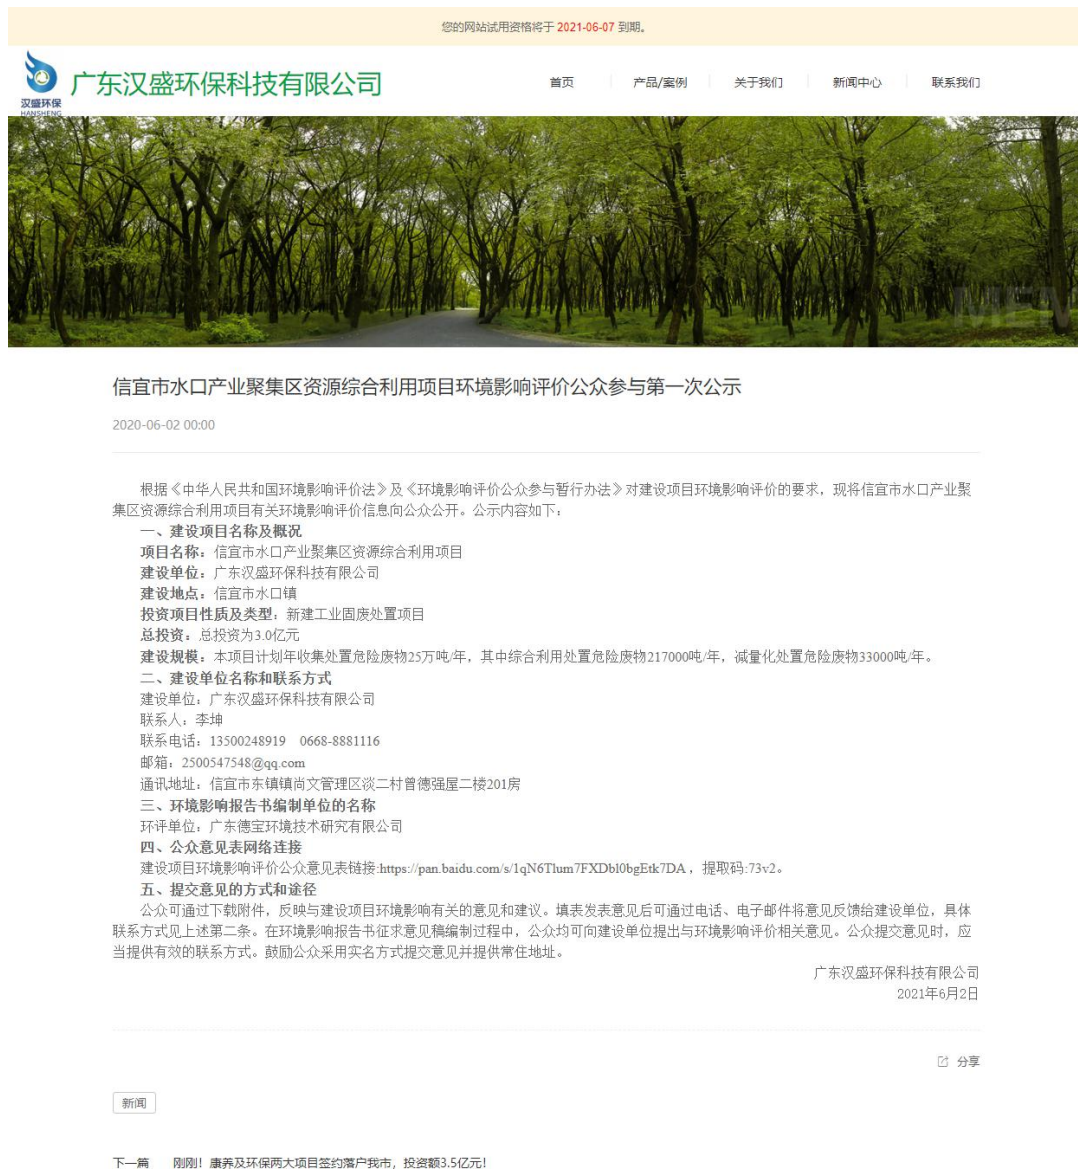 您的网站试用资格将于 2021-06-07 到期。
汉盛环保
HANSHENG
广东汉盛环保科技有限公司
首页 产品/案例 关于我们 新闻中心 联系我们
信宜市水口产业聚集区资源综合利用项目环境影响评价公众参与第一次公示
2020-06-02 00:00
根据《中华人民共和国环境影响评价法》及《环境影响评价公众参与暂行办法》对建设项目环境影响评价的要求，现将信宜市水口产业聚
集区资源综合利用项目有关环境影响评价信息向公众公开。公示内容如下：
一、建设项目名称及概况
项目名称：信宜市水口产业聚集区资源综合利用项目
建设单位：广东汉盛环保科技有限公司
建设地点：信宜市水口镇
投资项目性质及类型：新建工业固废处置项目
总投资：总投资为3.0亿元
建设规模：本项目计划年收集处置危险废物25万吨/年，其中综合利用处置危险废物217000吨/年，减量化处置危险废物33000吨/年。
二、建设单位名称和联系方式
建设单位：广东汉盛环保科技有限公司
联系人：李坤
联系电话：13500248919 0668-8881116
邮箱：2500547548@qq.com
通讯地址：信宜市东镇镇尚文管理区淡二村曾德强屋二楼201房
三、环境影响报告书编制单位的名称
环评单位：广东德宝环境技术研究有限公司
四、公众意见表网络连接
建设项目环境影响评价公众意见表链接:https://pan.baidu.com/s/1qN6Tlum7FXDbl0bgEtk7DA，提取码:73v2。
五、提交意见的方式和途径
公众可通过下载附件，反映与建设项目环境影响有关的意见和建议。填表发表意见后可通过电话、电子邮件将意见反馈给建设单位，具体
联系方式见上述第二条。在环境影响报告书征求意见稿编制过程中，公众均可向建设单位提出与环境影响评价相关意见。公众提交意见时，应
当提供有效的联系方式。鼓励公众采用实名方式提交意见并提供常住地址。
广东汉盛环保科技有限公司
2021年6月2日
分享
新闻
下一篇 刚刚！康养及环保两大项目签约落户我市，投资额3.5亿元！